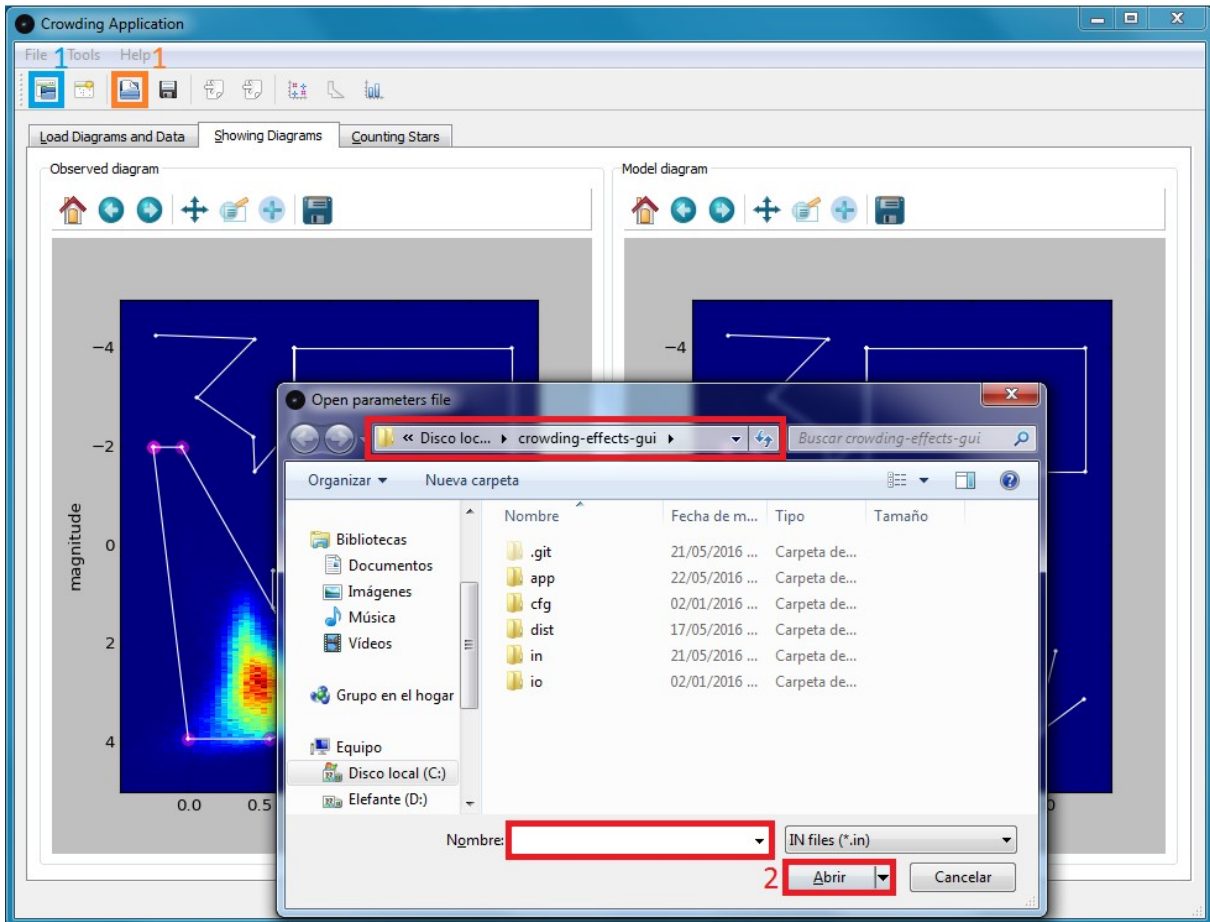 Crowding Application
File 1 Tools Help 1
Load Diagrams and Data Showing Diagrams Counting Stars
Observed diagram Model diagram
−4 −4
Open parameters file
« Disco loc... ▸ crowding-effects-gui ▸ Buscar crowding-effects-gui
−2
Organizar Nueva carpeta
Nombre Fecha de m... Tipo Tamaño
Bibliotecas
Documentos
Imágenes
Música
Vídeos
Grupo en el hogar
Equipo
Disco local (C:)
Elefante (D:)
.git 21/05/2016 ... Carpeta de...
app 22/05/2016 ... Carpeta de...
cfg 02/01/2016 ... Carpeta de...
dist 17/05/2016 ... Carpeta de...
in 21/05/2016 ... Carpeta de...
io 02/01/2016 ... Carpeta de...
magnitude
0
2
4
0.0 0.5
Nombre: IN files (*.in)
2 Abrir Cancelar